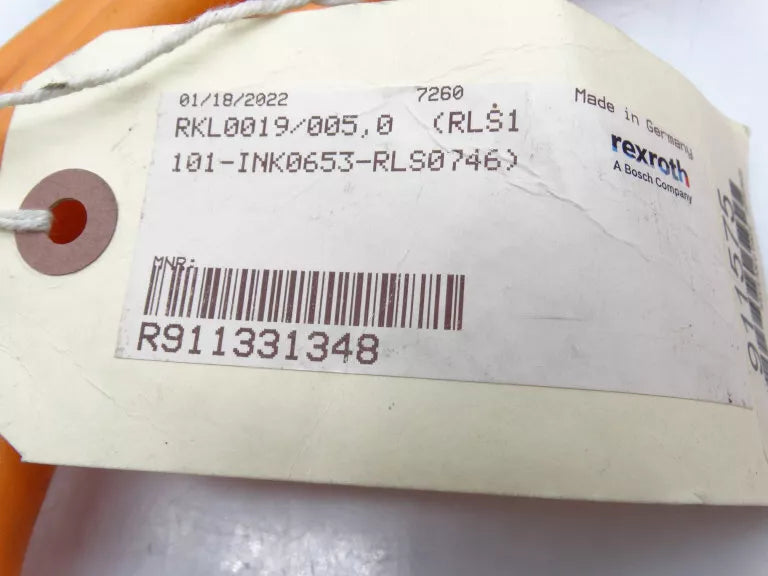 01/18/2022 7260
RKL0019/005,0 (RLS1
101-INK0653-RLS0746)
MNR:
R911331348
Made in Germany
rexroth
A Bosch Company